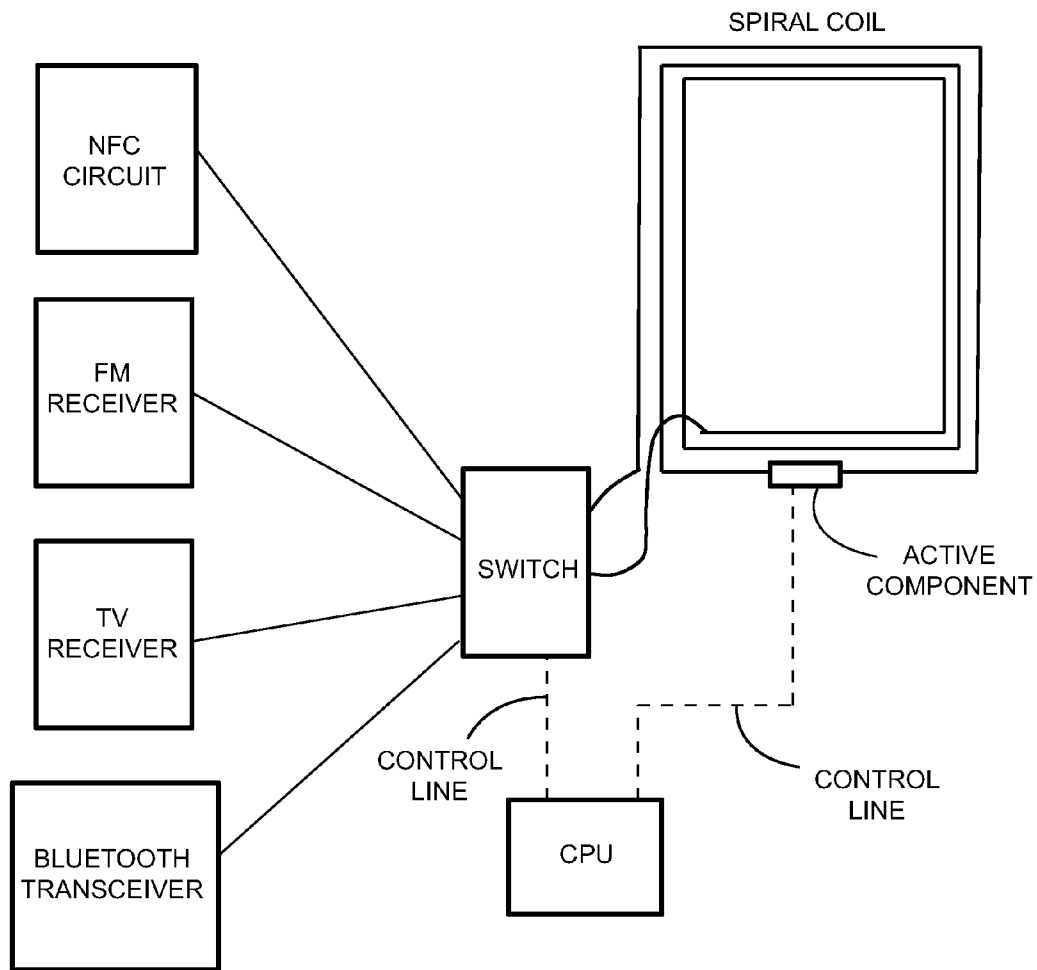 SPIRAL COIL
NFC
CIRCUIT
FM
RECEIVER
SWITCH
ACTIVE
COMPONENT
TV
RECEIVER
CONTROL
LINE
CONTROL
LINE
CPU
BLUETOOTH
TRANSCEIVER